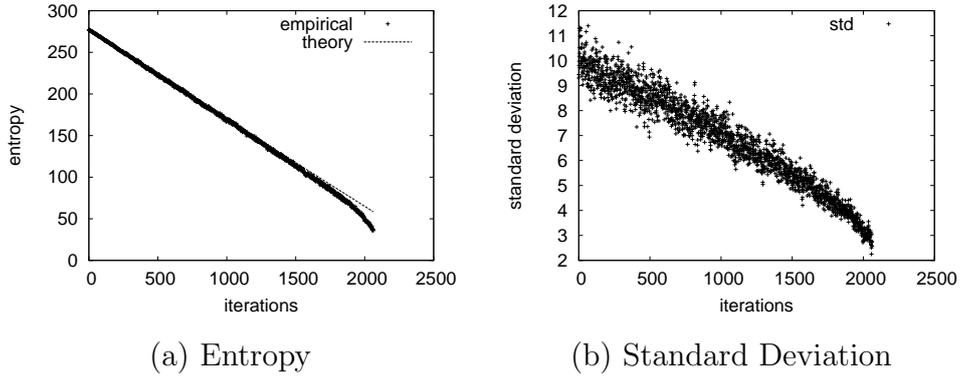 300
250
200
150
100
50
0
0 500 1000 1500 2000 2500
entropy
iterations
empirical
theory
(a) Entropy
12
11
10
9
8
7
6
5
4
3
2
0 500 1000 1500 2000 2500
standard deviation
iterations
std
(b) Standard Deviation